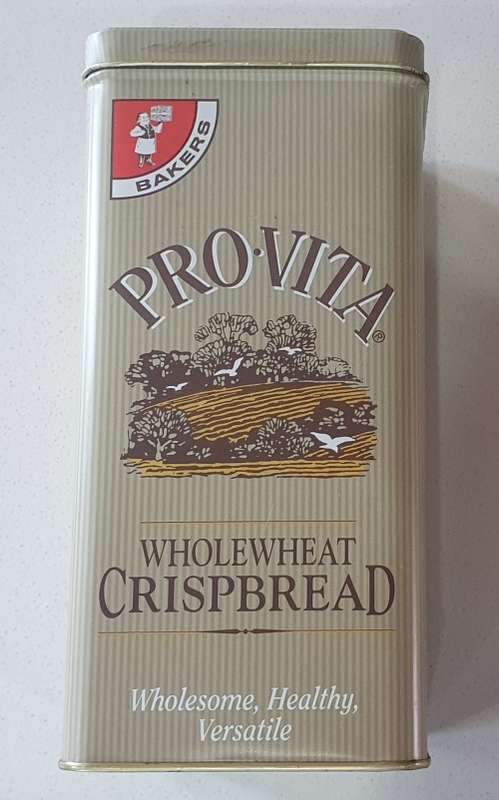 BAKERS
PRO·VITA®
WHOLEWHEAT
CRISPBREAD
Wholesome, Healthy,
Versatile